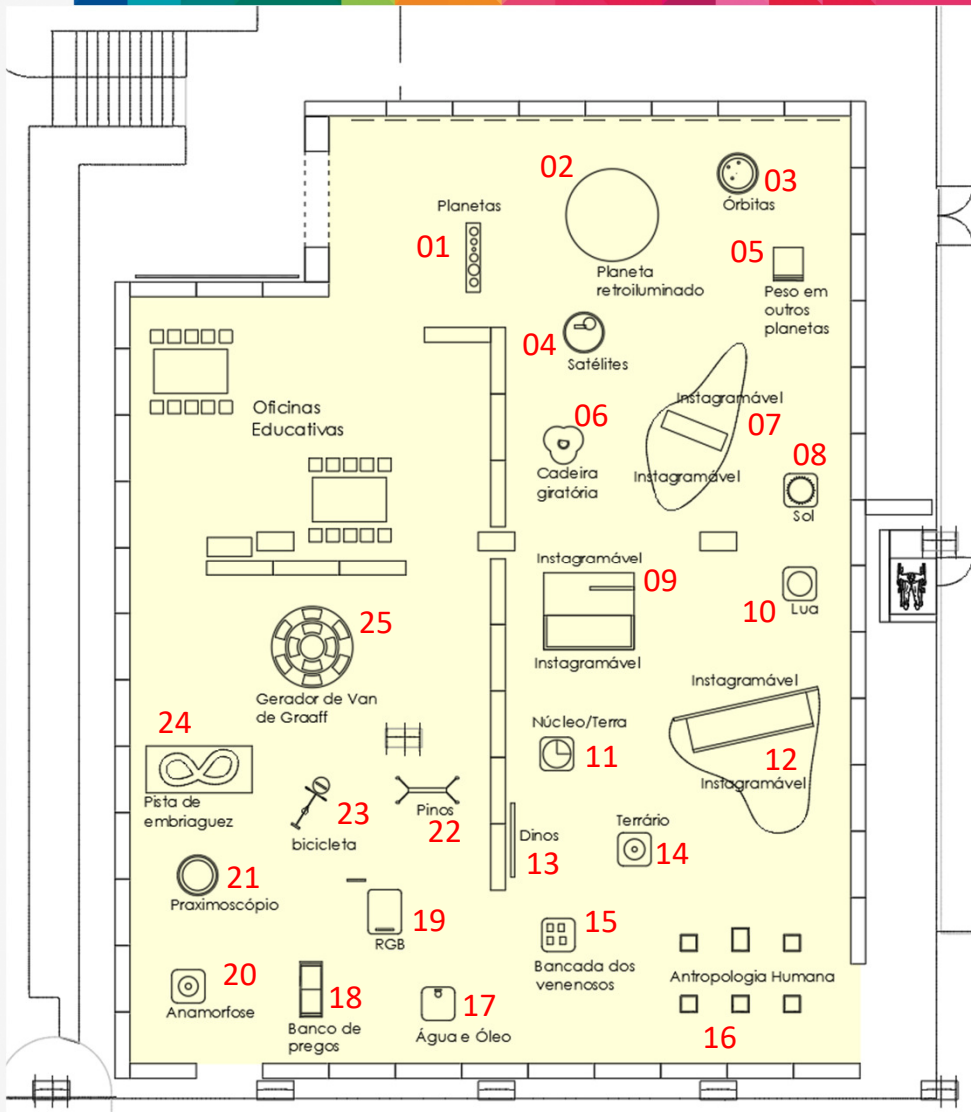 02
03
Órbitas
Planetas
01
05
Planeta
retroiluminado
Peso em
outros
planetas
04
Satélites
Instagramável
07
Instagramável
06
Cadeira
giratória
Oficinas
Educativas
08
Sol
Instagramável
09
Instagramável
10
Lua
25
Gerador de Van
de Graaff
Instagramável
12
Instagramável
Núcleo/Terra
11
24
Pista de
embriaguez
23
bicicleta
Pinos
22
Dinos
13
Terrário
14
21
Praximoscópio
19
RGB
15
Bancada dos
venenosos
Antropologia Humana
16
20
Anamorfose
18
Banco de
pregos
17
Água e Óleo